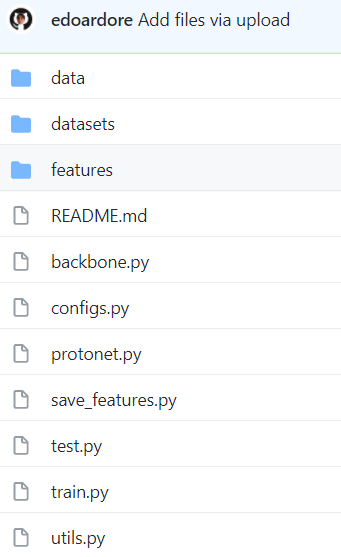 edoardore Add files via upload
data
datasets
features
README.md
backbone.py
configs.py
protonet.py
save_features.py
test.py
train.py
utils.py